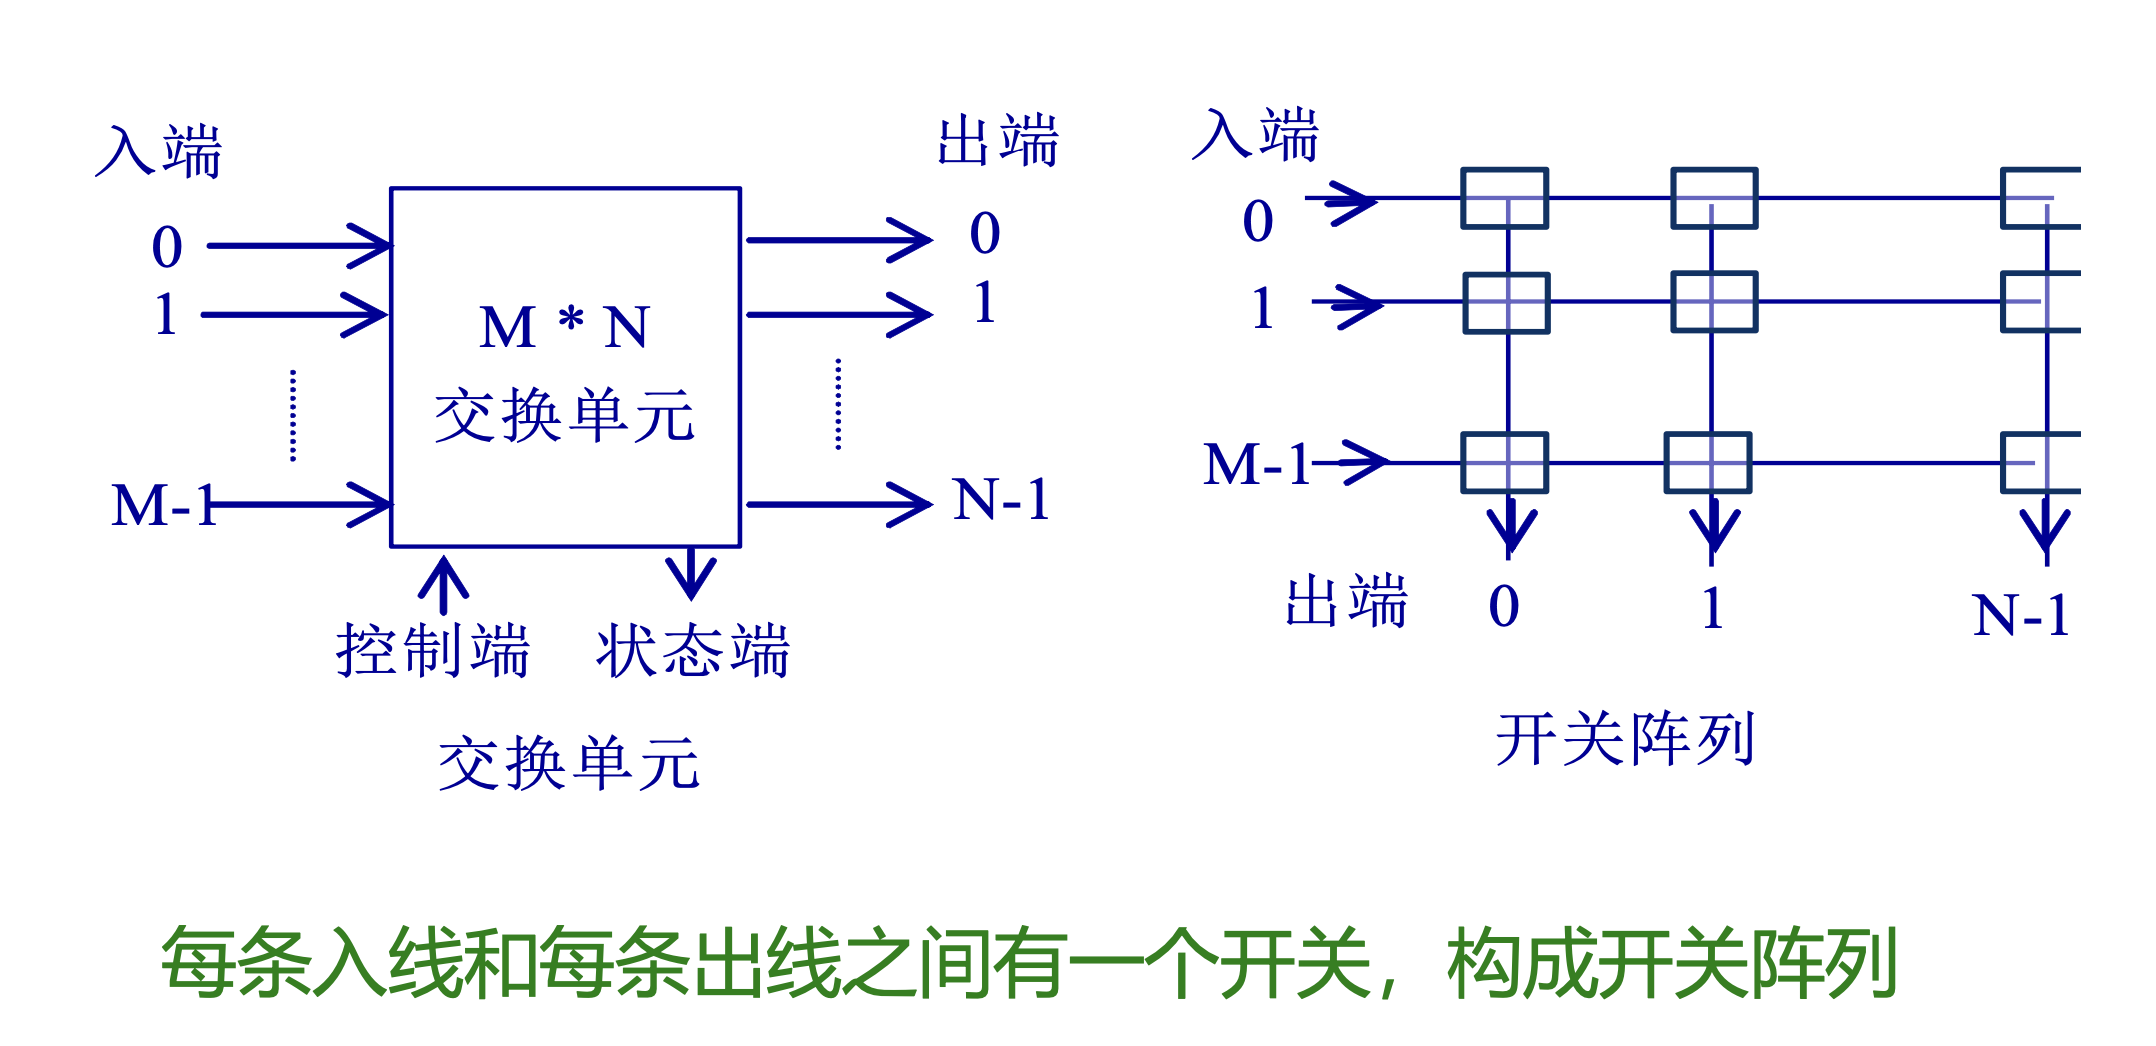 入端
出端
0
0
1
1
M * N
交换单元
M-1
N-1
控制端
状态端
交换单元
入端
0
1
M-1
出端
0
1
N-1
开关阵列
每条入线和每条出线之间有一个开关，构成开关阵列